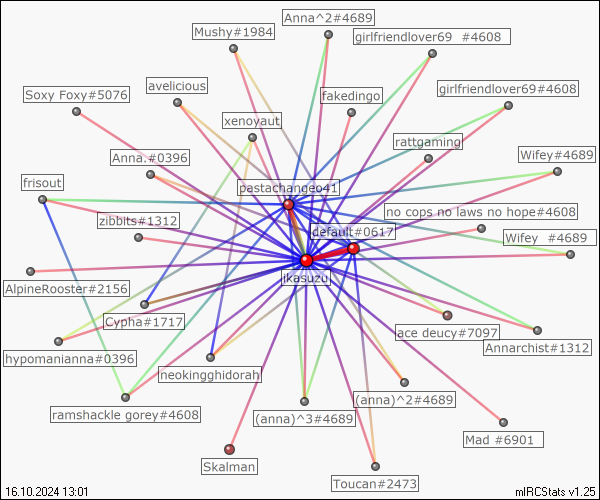 Anna^2#4689
Mushy#1984
girlfriendlover69 #4608
avelicious
Soxy Foxy#5076
fakedingo
girlfriendlover69#4608
xenoyaut
rattgaming
Anna.#0396
Wifey#4689
frisout
pastachangeo41
no cops no laws no hope#4608
zibbits#1312
default#0617
Wifey #4689
ikasuzu
AlpineRooster#2156
Cypha#1717
ace deucy#7097
Annarchist#1312
hypomanianna#0396
neokingghidorah
(anna)^2#4689
ramshackle gorey#4608
(anna)^3#4689
Mad #6901
Skalman
Toucan#2473
16.10.2024 13:01
mIRCStats v1.25